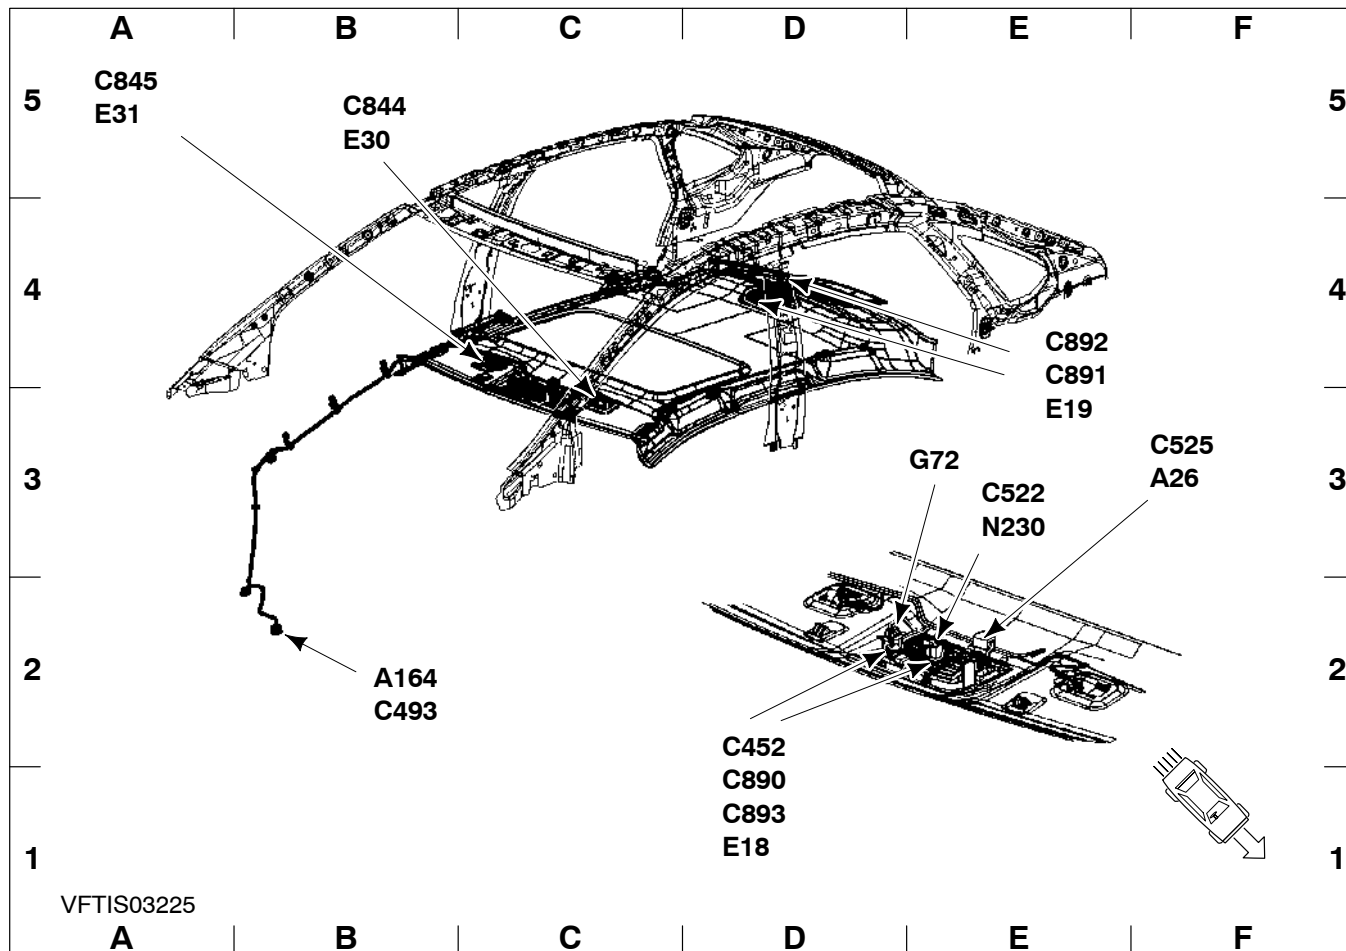 A B C D E F
5 5
C845
E31
C844
E30
4 4
C892
C891
E19
3 3
G72
C522
N230
C525
A26
2 2
A164
C493
C452
C890
C893
E18
1 1
VFTIS03225
A B C D E F